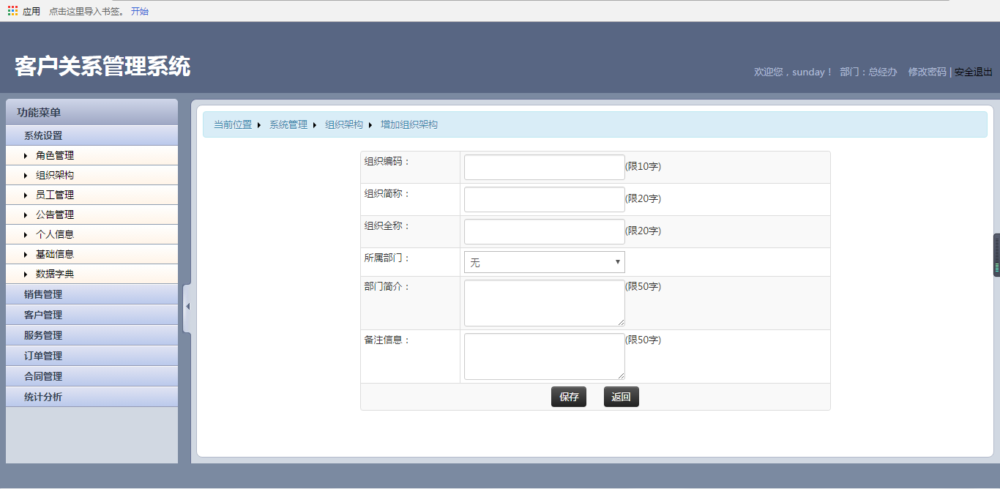 应用 点击这里导入书签。 开始
客户关系管理系统
欢迎您，sunday！ 部门：总经办 修改密码 | 安全退出
功能菜单
系统设置
角色管理
组织架构
员工管理
公告管理
个人信息
基础信息
数据字典
销售管理
客户管理
服务管理
订单管理
合同管理
统计分析
当前位置 系统管理 组织架构 增加组织架构
组织编码： (限10字)
组织简称： (限20字)
组织全称： (限20字)
所属部门： 无
部门简介： (限50字)
备注信息： (限50字)
保存 返回